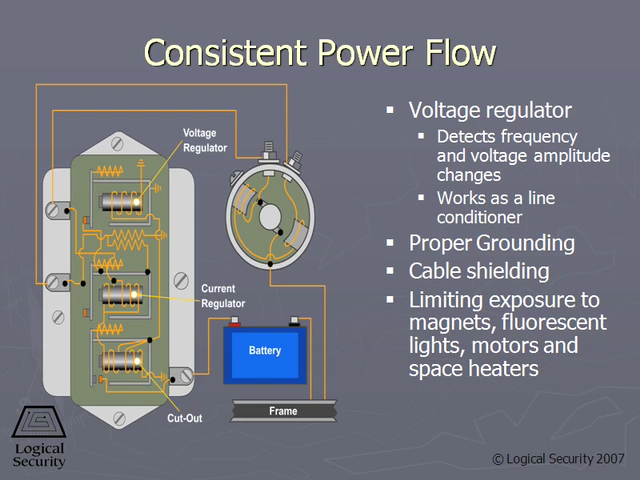 Consistent Power Flow
Voltage
Regulator
Current
Regulator
Cut-Out
Battery
Frame
▪ Voltage regulator
▪ Detects frequency
and voltage amplitude
changes
▪ Works as a line
conditioner
▪ Proper Grounding
▪ Cable shielding
▪ Limiting exposure to
magnets, fluorescent
lights, motors and
space heaters
Logical
Security
© Logical Security 2007